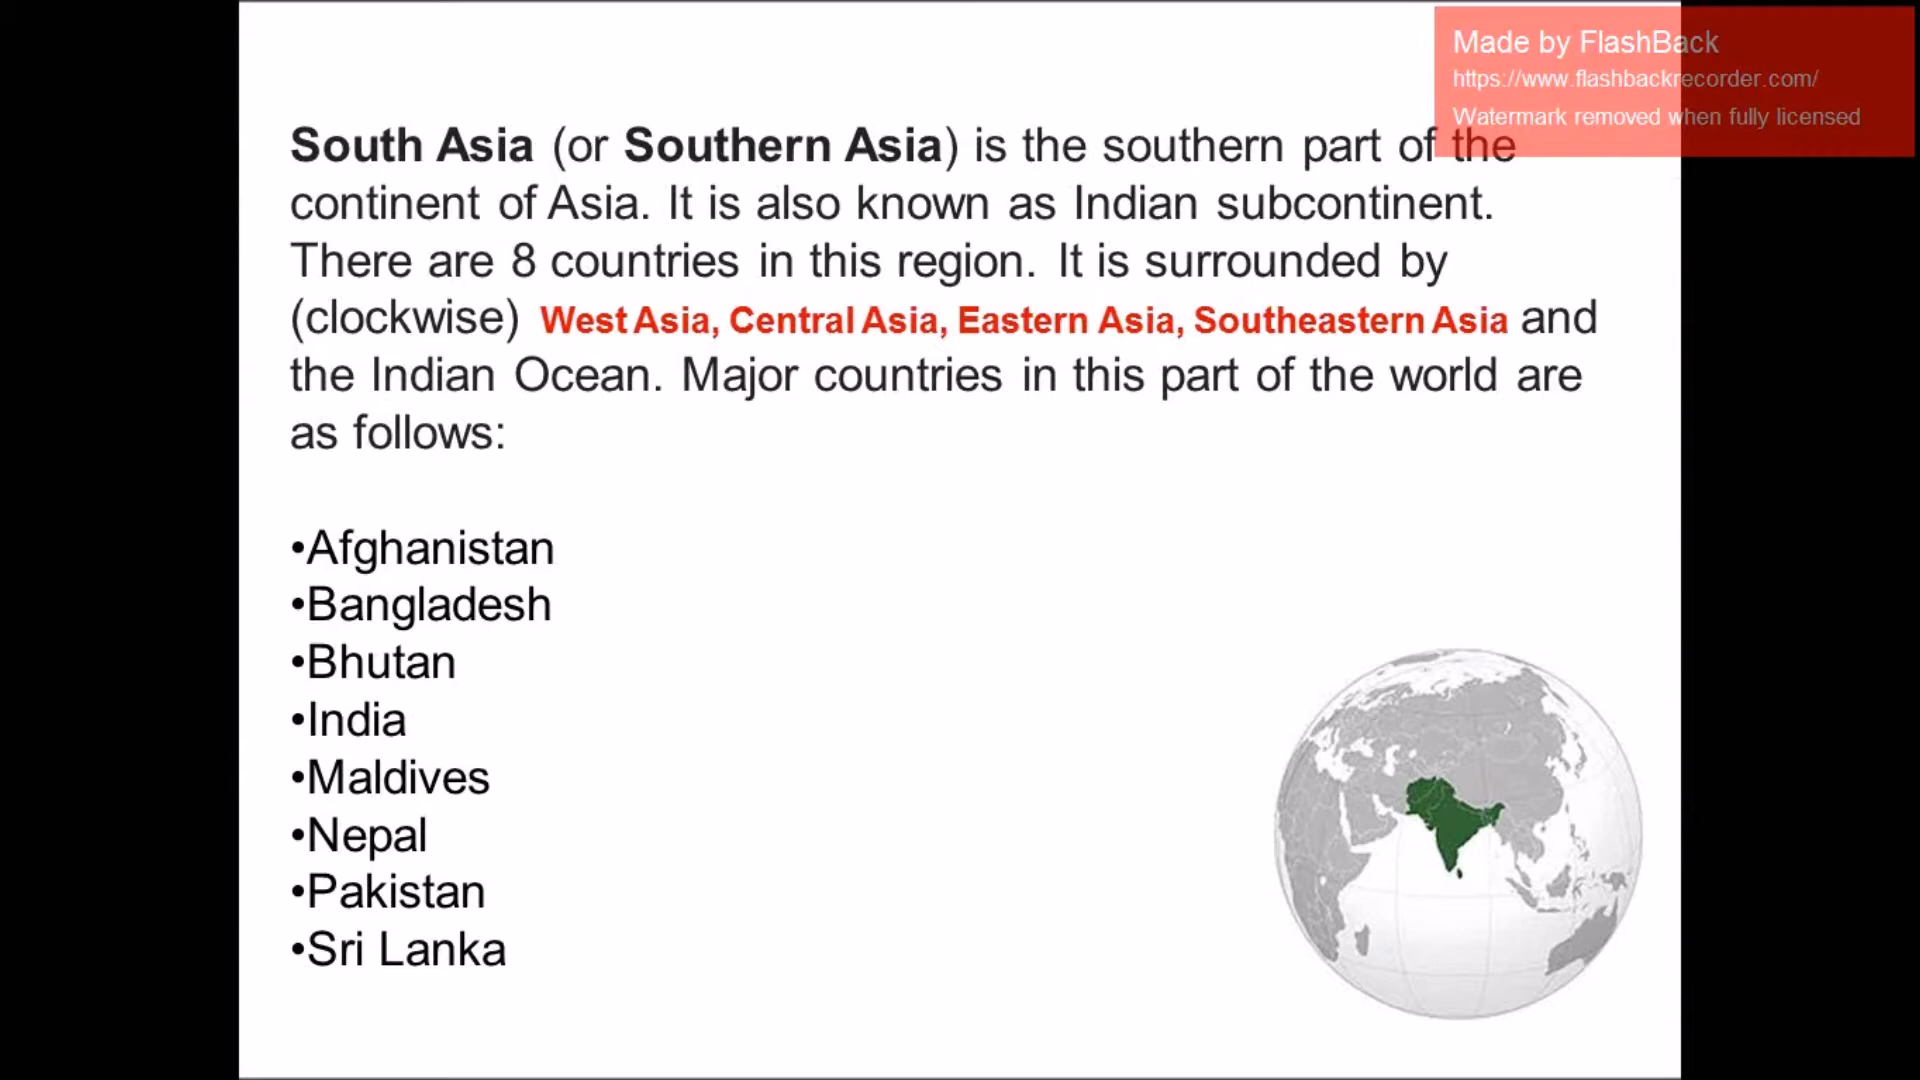 Made by FlashBack
https://www.flashbackrecorder.com/
Watermark removed when fully licensed
South Asia (or Southern Asia) is the southern part of the
continent of Asia. It is also known as Indian subcontinent.
There are 8 countries in this region. It is surrounded by
(clockwise) West Asia, Central Asia, Eastern Asia, Southeastern Asia and
the Indian Ocean. Major countries in this part of the world are
as follows:
•Afghanistan
•Bangladesh
•Bhutan
•India
•Maldives
•Nepal
•Pakistan
•Sri Lanka